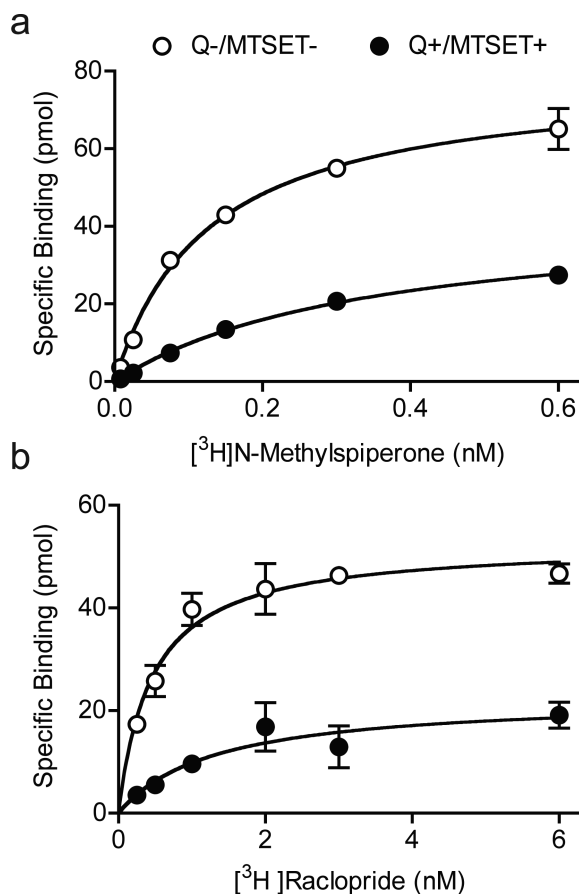 a
Q-/MTSET- Q+/MTSET+
80
60
40
20
0
Specific Binding (pmol)
0.0 0.2 0.4 0.6
[³H]N-Methylspiperone (nM)
b
60
40
20
0
Specific Binding (pmol)
0 2 4 6
[³H ]Raclopride (nM)